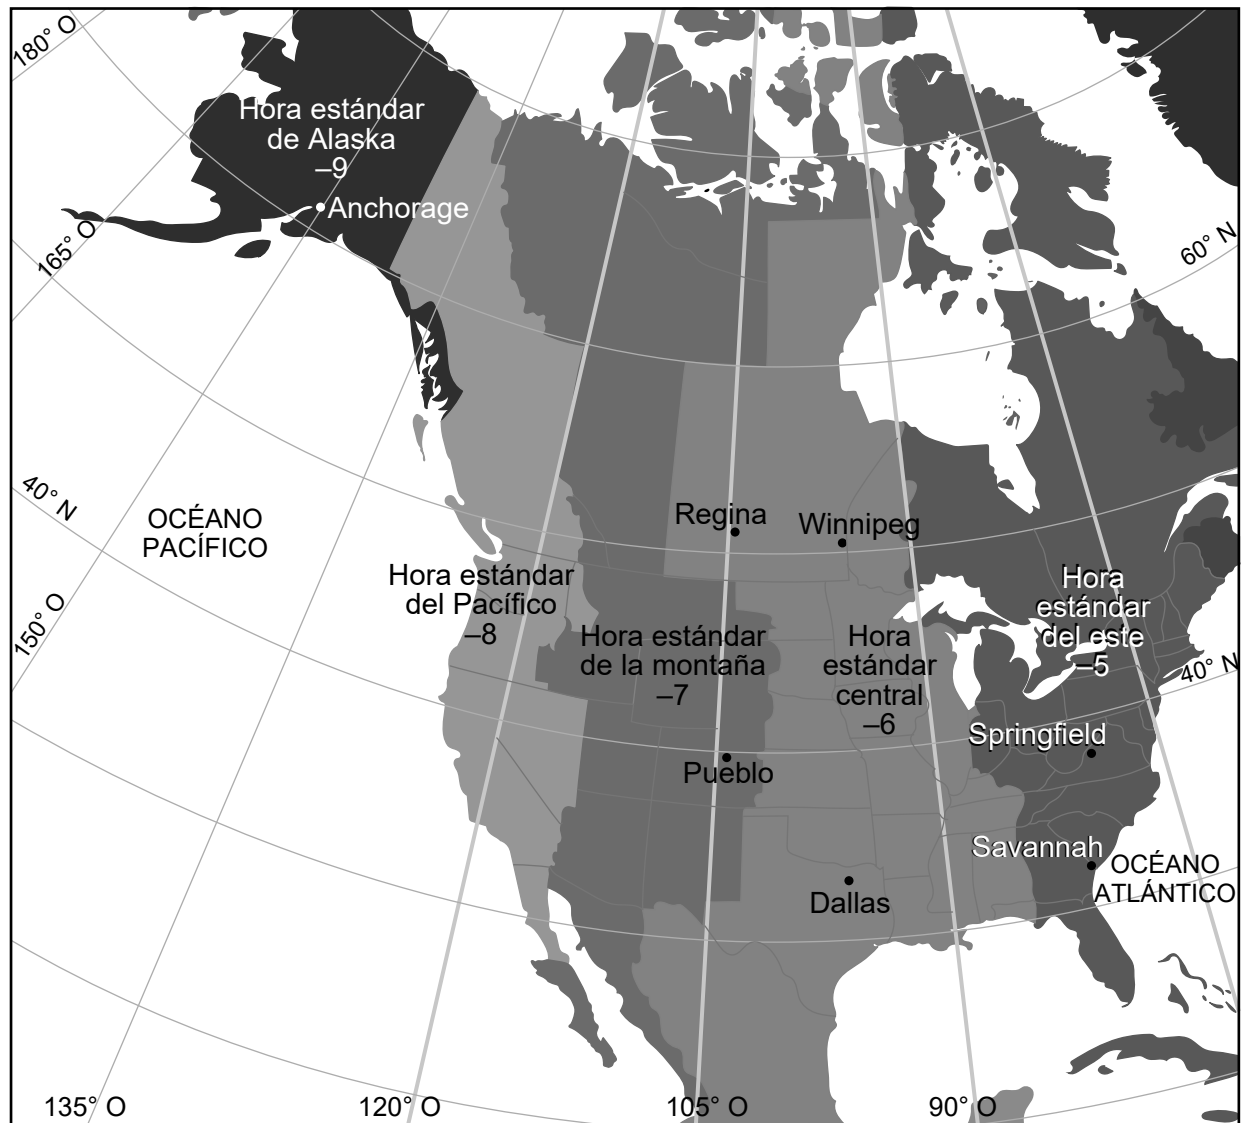 180° O
Hora estándar
de Alaska
–9
Anchorage
165° O
60° N
40° N
OCÉANO
PACÍFICO
Regina
Winnipeg
Hora estándar
del Pacífico
–8
Hora
estándar
del este
–5
150° O
Hora estándar
de la montaña
–7
Hora
estándar
central
–6
40° N
Springfield
Pueblo
Savannah
OCÉANO
ATLÁNTICO
Dallas
135° O
120° O
105° O
90° O